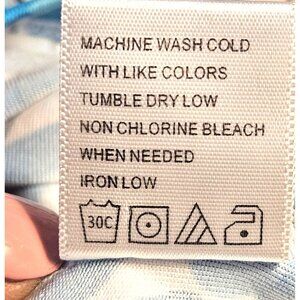 MACHINE WASH COLD
WITH LIKE COLORS
TUMBLE DRY LOW
NON CHLORINE BLEACH
WHEN NEEDED
IRON LOW
30C